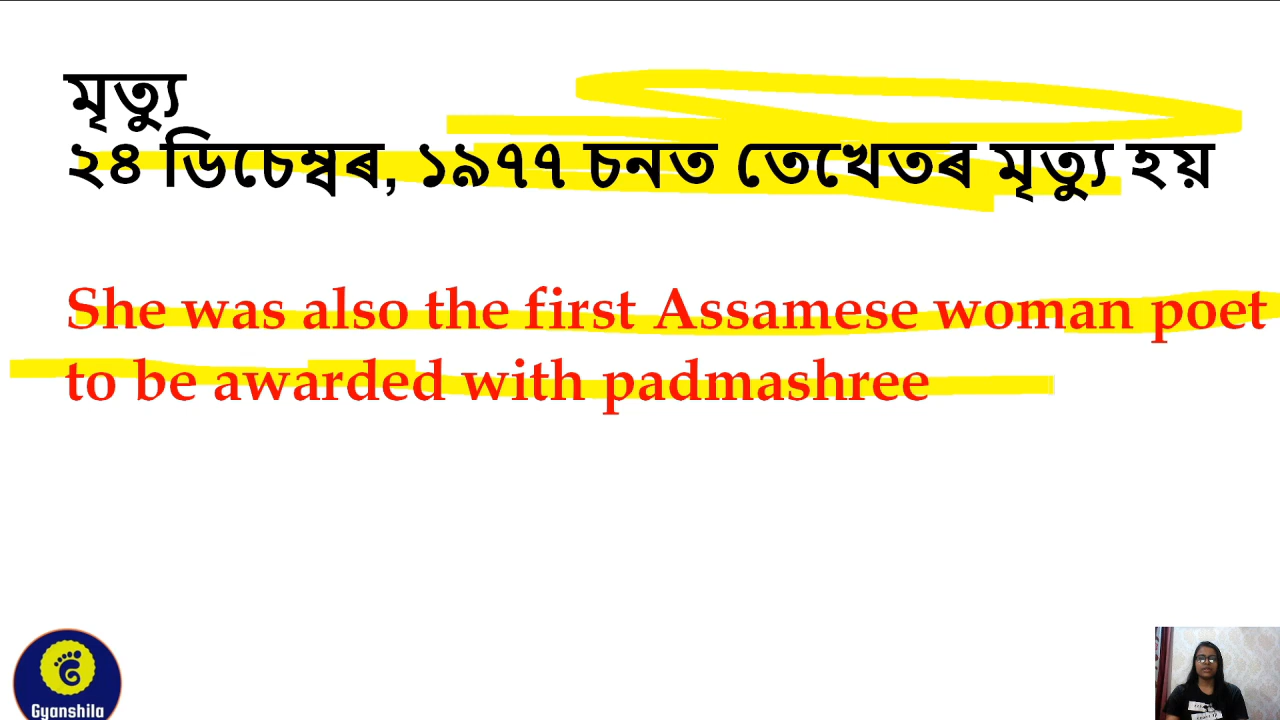 মৃত্যু
২৪ ডিচেম্বৰ, ১৯৭৭ চনত তেখেতৰ মৃত্যু হয়
She was also the first Assamese woman poet
to be awarded with padmashree
Gyanshila